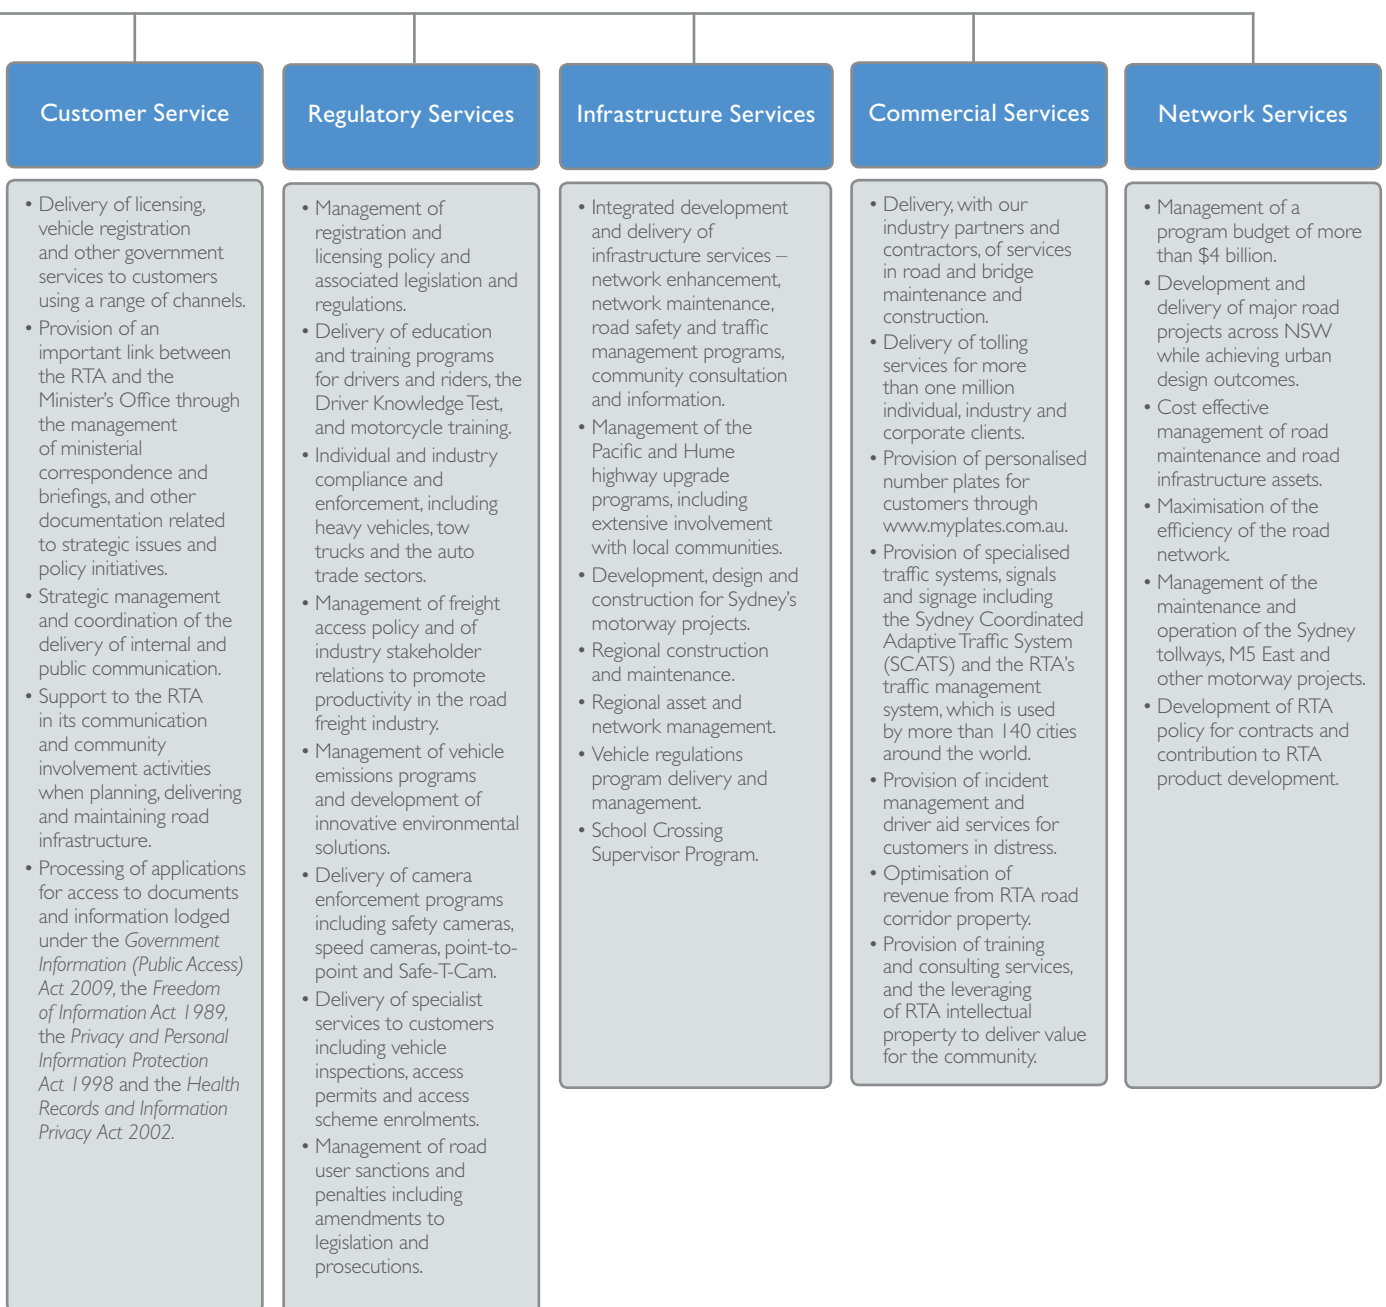 Customer Service
• Delivery of licensing,
vehicle registration
and other government
services to customers
using a range of channels.
• Provision of an
important link between
the RTA and the
Minister's Office through
the management
of ministerial
correspondence and
briefings, and other
documentation related
to strategic issues and
policy initiatives.
• Strategic management
and coordination of the
delivery of internal and
public communication.
• Support to the RTA
in its communication
and community
involvement activities
when planning, delivering
and maintaining road
infrastructure.
• Processing of applications
for access to documents
and information lodged
under the Government
Information (Public Access)
Act 2009, the Freedom
of Information Act 1989,
the Privacy and Personal
Information Protection
Act 1998 and the Health
Records and Information
Privacy Act 2002.
Regulatory Services
• Management of
registration and
licensing policy and
associated legislation and
regulations.
• Delivery of education
and training programs
for drivers and riders, the
Driver Knowledge Test,
and motorcycle training.
• Individual and industry
compliance and
enforcement, including
heavy vehicles, tow
trucks and the auto
trade sectors.
• Management of freight
access policy and of
industry stakeholder
relations to promote
productivity in the road
freight industry.
• Management of vehicle
emissions programs
and development of
innovative environmental
solutions.
• Delivery of camera
enforcement programs
including safety cameras,
speed cameras, point-to-
point and Safe-T-Cam.
• Delivery of specialist
services to customers
including vehicle
inspections, access
permits and access
scheme enrolments.
• Management of road
user sanctions and
penalties including
amendments to
legislation and
prosecutions.
Infrastructure Services
• Integrated development
and delivery of
infrastructure services –
network enhancement,
network maintenance,
road safety and traffic
management programs,
community consultation
and information.
• Management of the
Pacific and Hume
highway upgrade
programs, including
extensive involvement
with local communities.
• Development, design and
construction for Sydney's
motorway projects.
• Regional construction
and maintenance.
• Regional asset and
network management.
• Vehicle regulations
program delivery and
management.
• School Crossing
Supervisor Program.
Commercial Services
• Delivery, with our
industry partners and
contractors, of services
in road and bridge
maintenance and
construction.
• Delivery of tolling
services for more
than one million
individual, industry and
corporate clients.
• Provision of personalised
number plates for
customers through
www.myplates.com.au.
• Provision of specialised
traffic systems, signals
and signage including
the Sydney Coordinated
Adaptive Traffic System
(SCATS) and the RTA's
traffic management
system, which is used
by more than 140 cities
around the world.
• Provision of incident
management and
driver aid services for
customers in distress.
• Optimisation of
revenue from RTA road
corridor property.
• Provision of training
and consulting services,
and the leveraging
of RTA intellectual
property to deliver value
for the community.
Network Services
• Management of a
program budget of more
than $4 billion.
• Development and
delivery of major road
projects across NSW
while achieving urban
design outcomes.
• Cost effective
management of road
maintenance and road
infrastructure assets.
• Maximisation of the
efficiency of the road
network.
• Management of the
maintenance and
operation of the Sydney
tollways, M5 East and
other motorway projects.
• Development of RTA
policy for contracts and
contribution to RTA
product development.